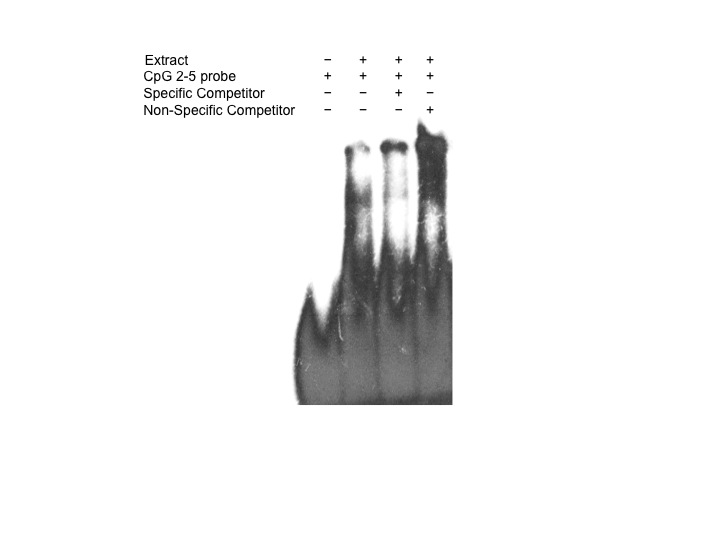 Extract − + + +
CpG 2-5 probe + + + +
Specific Competitor − − + −
Non-Specific Competitor − − − +